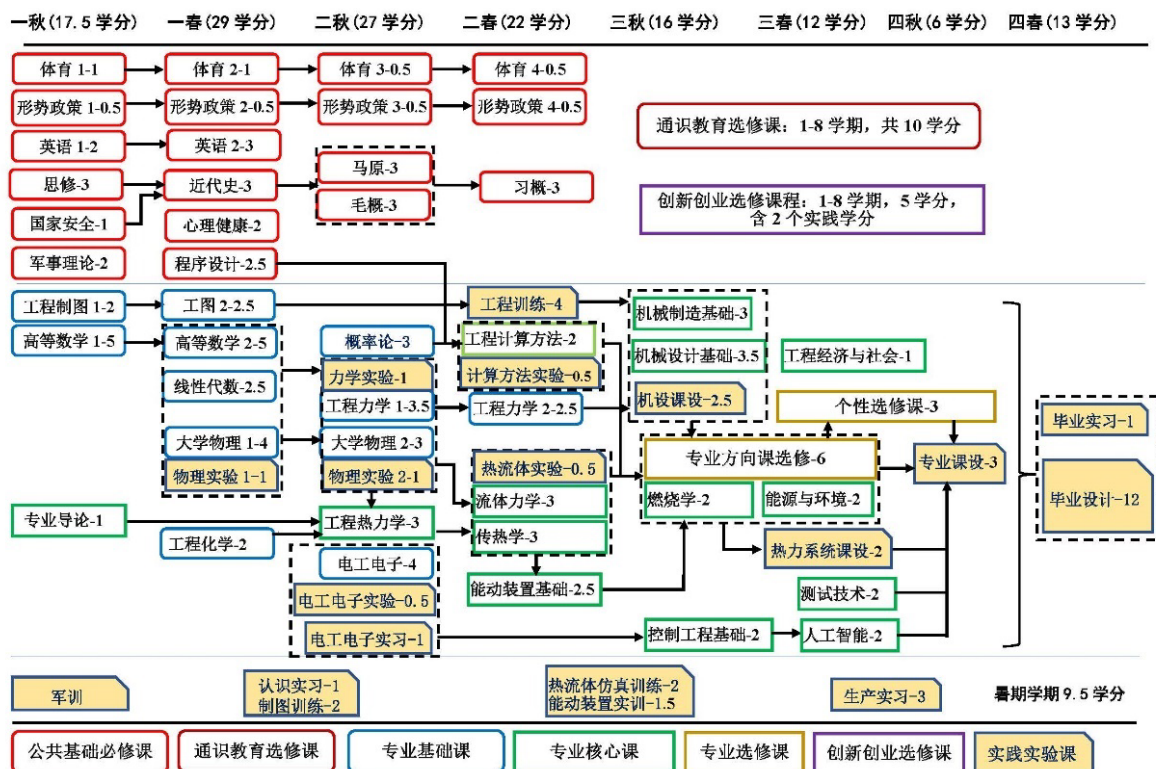 一秋(17.5学分) 一春(29学分) 二秋(27学分) 二春(22学分) 三秋(16学分) 三春(12学分) 四秋(6学分) 四春(13学分)
体育 1-1 体育 2-1 体育 3-0.5 体育 4-0.5
形势政策 1-0.5 形势政策 2-0.5 形势政策 3-0.5 形势政策 4-0.5
通识教育选修课：1-8 学期，共 10 学分
英语 1-2 英语 2-3
马原-3
思修-3 近代史-3 习概-3
毛概-3
创新创业选修课程：1-8 学期，5 学分，
含 2 个实践学分
国家安全-1 心理健康-2
军事理论-2 程序设计-2.5
工程制图 1-2 工图 2-2.5 工程训练-4 机械制造基础-3
高等数学 1-5 高等数学 2-5 概率论-3 工程计算方法-2 机械设计基础-3.5 工程经济与社会-1
线性代数-2.5 力学实验-1 计算方法实验-0.5 机设课设-2.5
工程力学 1-3.5 工程力学 2-2.5 个性选修课-3
毕业实习-1
大学物理 1-4 大学物理 2-3 专业方向课选修-6 专业课设-3
物理实验 1-1 物理实验 2-1 热流体实验-0.5
毕业设计-12
流体力学-3 燃烧学-2 能源与环境-2
专业导论-1 工程热力学-3 传热学-3
工程化学-2 热力系统课设-2
电工电子-4 能动装置基础-2.5 测试技术-2
电工电子实验-0.5
电工电子实习-1 控制工程基础-2 人工智能-2
军训
认识实习-1
制图训练-2
热流体仿真训练-2
能动装置实训-1.5
生产实习-3 暑期学期 9.5 学分
公共基础必修课 通识教育选修课 专业基础课 专业核心课 专业选修课 创新创业选修课 实践实验课